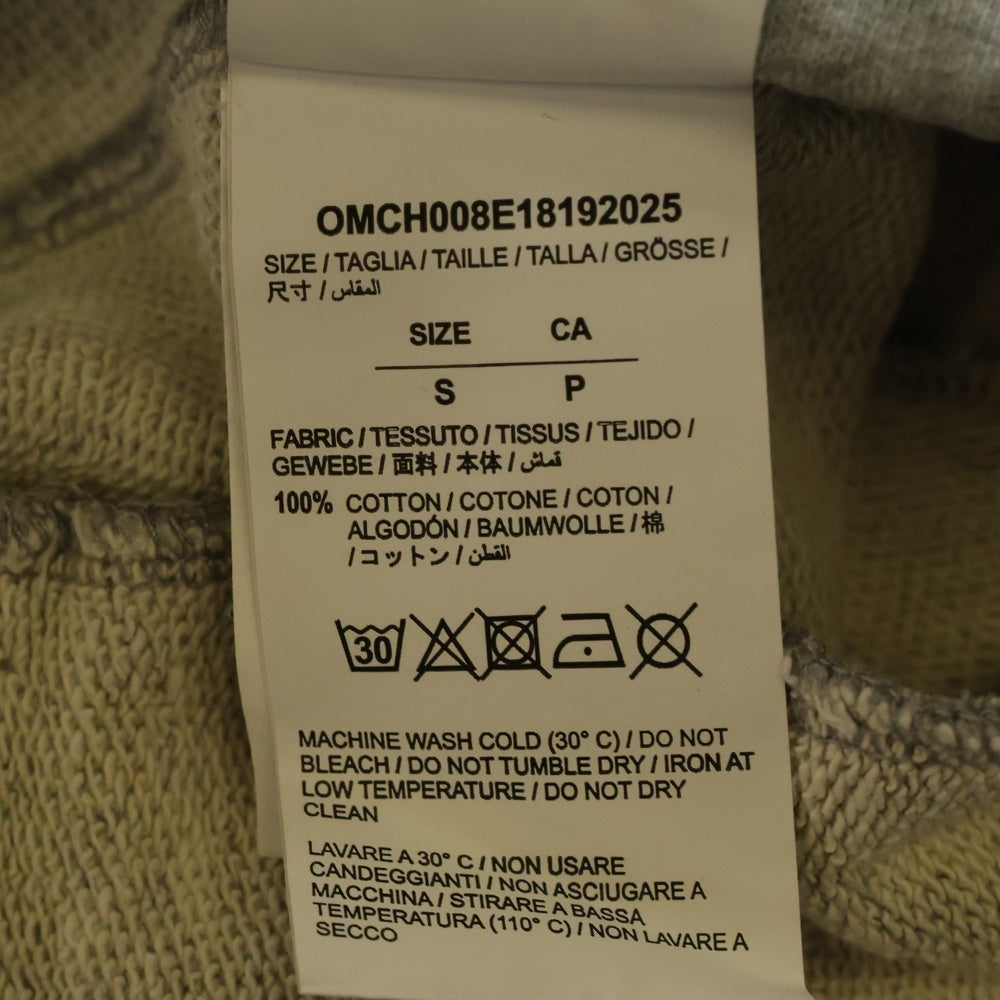 OMCH008E18192025
SIZE / TAGLIA / TAILLE / TALLA / GRÖSSE /
尺寸 / المقاس
SIZE CA
S P
FABRIC / TESSUTO / TISSUS / TEJIDO /
GEWEBE / 面料 / 本体 / قماش
100% COTTON / COTONE / COTON /
ALGODÓN / BAUMWOLLE / 棉
/ コットン / القطن
30
MACHINE WASH COLD (30° C) / DO NOT
BLEACH / DO NOT TUMBLE DRY / IRON AT
LOW TEMPERATURE / DO NOT DRY
CLEAN
LAVARE A 30° C / NON USARE
CANDEGGIANTI / NON ASCIUGARE A
MACCHINA / STIRARE A BASSA
TEMPERATURA (110° C) / NON LAVARE A
SECCO